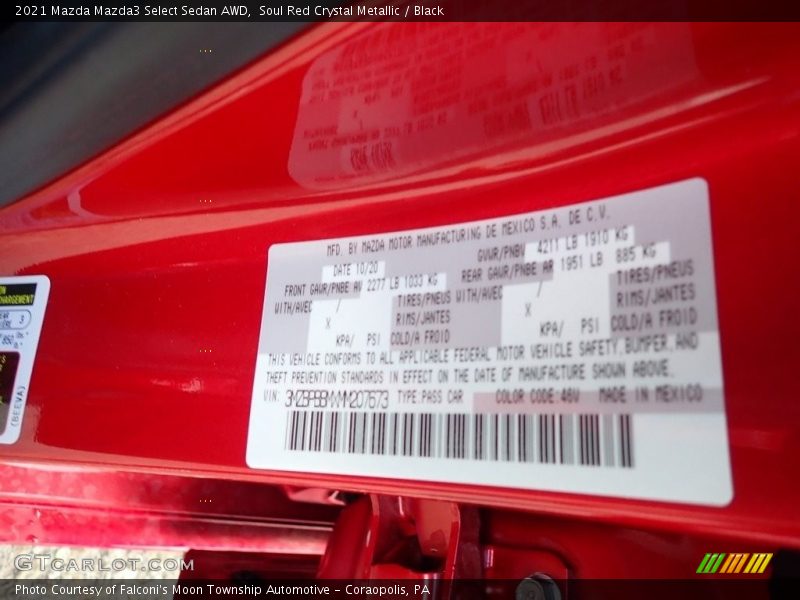 2021 Mazda Mazda3 Select Sedan AWD, Soul Red Crystal Metallic / Black
MFD. BY MAZDA MOTOR MANUFACTURING DE MEXICO S.A. DE C.V.
DATE 10/20 GVWR/PNBV 4211 LB 1910 KG
FRONT GAWR/PNBE AV 2277 LB 1033 KG REAR GAWR/PNBE AR 1951 LB 885 KG
WITH/AVEC / TIRES/PNEUS WITH/AVEC / TIRES/PNEUS
X RIMS/JANTES X RIMS/JANTES
KPA/ PSI COLD/A FROID KPA/ PSI COLD/A FROID
THIS VEHICLE CONFORMS TO ALL APPLICABLE FEDERAL MOTOR VEHICLE SAFETY, BUMPER, AND
THEFT PREVENTION STANDARDS IN EFFECT ON THE DATE OF MANUFACTURE SHOWN ABOVE.
VIN: TYPE:PASS CAR COLOR CODE:46V MADE IN MEXICO
3
850 lbs.
(BEEVA)
GTCARLOT.COM
Photo Courtesy of Falconi's Moon Township Automotive - Coraopolis, PA